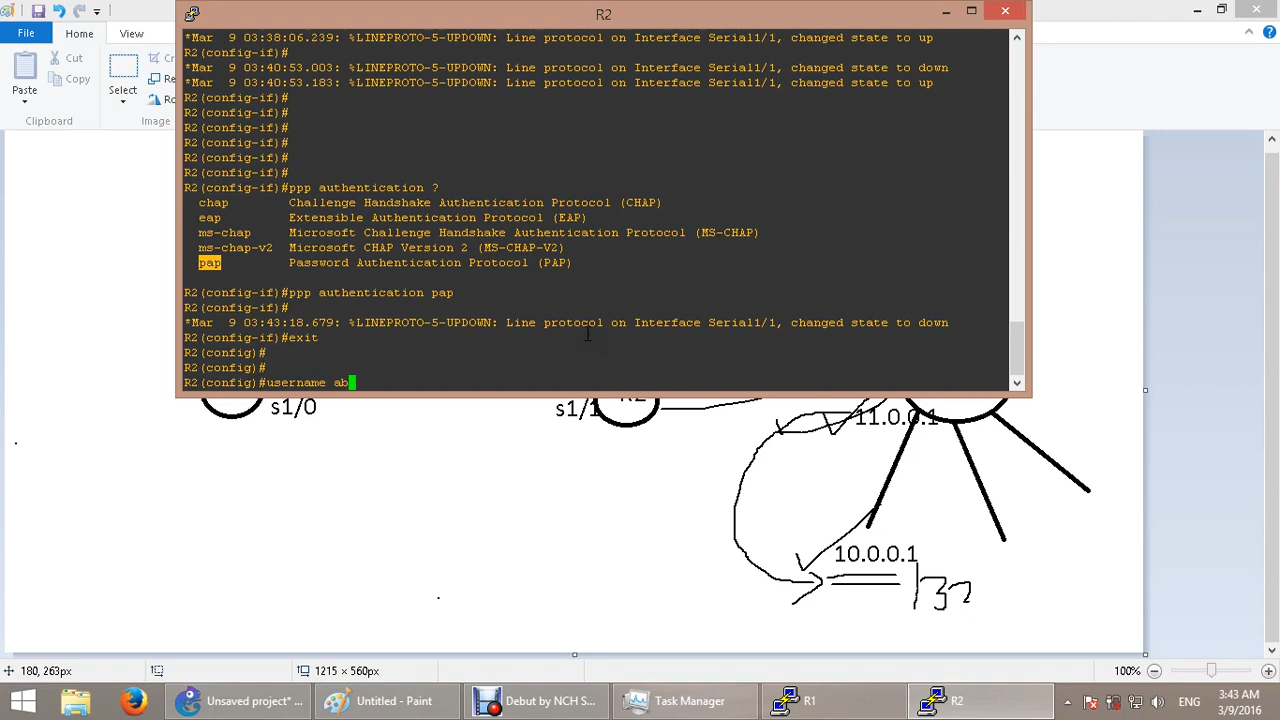 R2
File
Home
View
Cut
Copy
Paste
Select
Re
Ro
Clipboard
Image
*Mar  9 03:38:06.239: %LINEPROTO-5-UPDOWN: Line protocol on Interface Serial1/1, changed state to up
R2(config-if)#
*Mar  9 03:40:53.003: %LINEPROTO-5-UPDOWN: Line protocol on Interface Serial1/1, changed state to down
*Mar  9 03:40:53.183: %LINEPROTO-5-UPDOWN: Line protocol on Interface Serial1/1, changed state to up
R2(config-if)#
R2(config-if)#
R2(config-if)#
R2(config-if)#
R2(config-if)#
R2(config-if)#
R2(config-if)#ppp authentication ?
chap Challenge Handshake Authentication Protocol (CHAP)
eap Extensible Authentication Protocol (EAP)
ms-chap Microsoft Challenge Handshake Authentication Protocol (MS-CHAP)
ms-chap-v2 Microsoft CHAP Version 2 (MS-CHAP-V2)
pap Password Authentication Protocol (PAP)
R2(config-if)#ppp authentication pap
R2(config-if)#
*Mar  9 03:43:18.679: %LINEPROTO-5-UPDOWN: Line protocol on Interface Serial1/1, changed state to down
R2(config-if)#exit
R2(config)#
R2(config)#
R2(config)#username ab
s1/0
s1/1
R2
11.0.0.1
10.0.0.1
180, 263px
1215 × 560px
100%
Unsaved project*...
Untitled - Paint
Debut by NCH S...
Task Manager
R1
R2
3:43 AM
3/9/2016